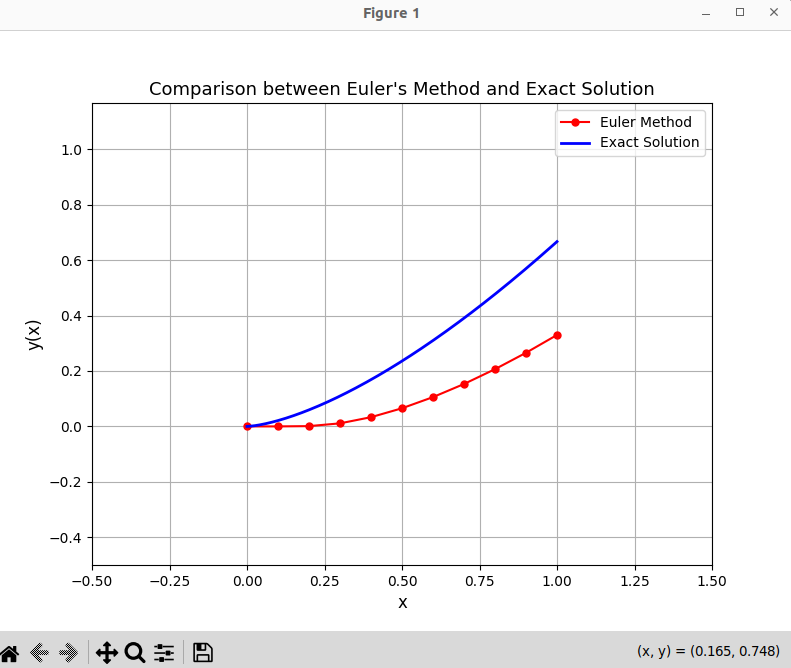 Figure 1
Comparison between Euler's Method and Exact Solution
Euler Method
Exact Solution
1.0
0.8
0.6
0.4
0.2
0.0
−0.2
−0.4
y(x)
−0.50 −0.25 0.00 0.25 0.50 0.75 1.00 1.25 1.50
x
(x, y) = (0.165, 0.748)